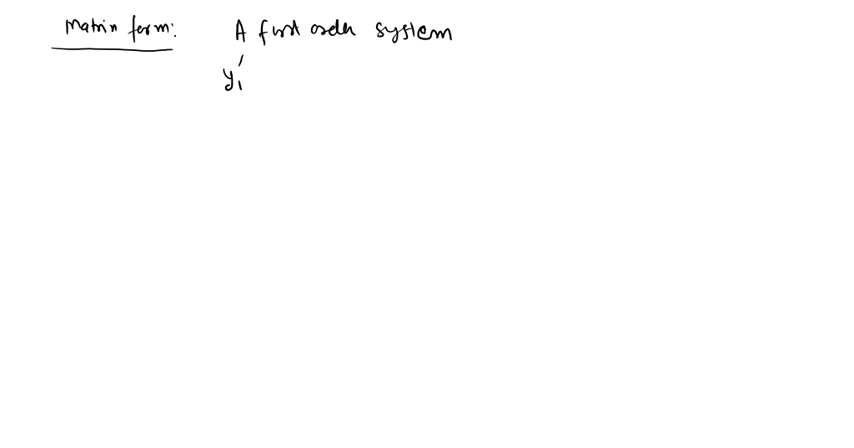 Matrix form: A first order system
y₁′